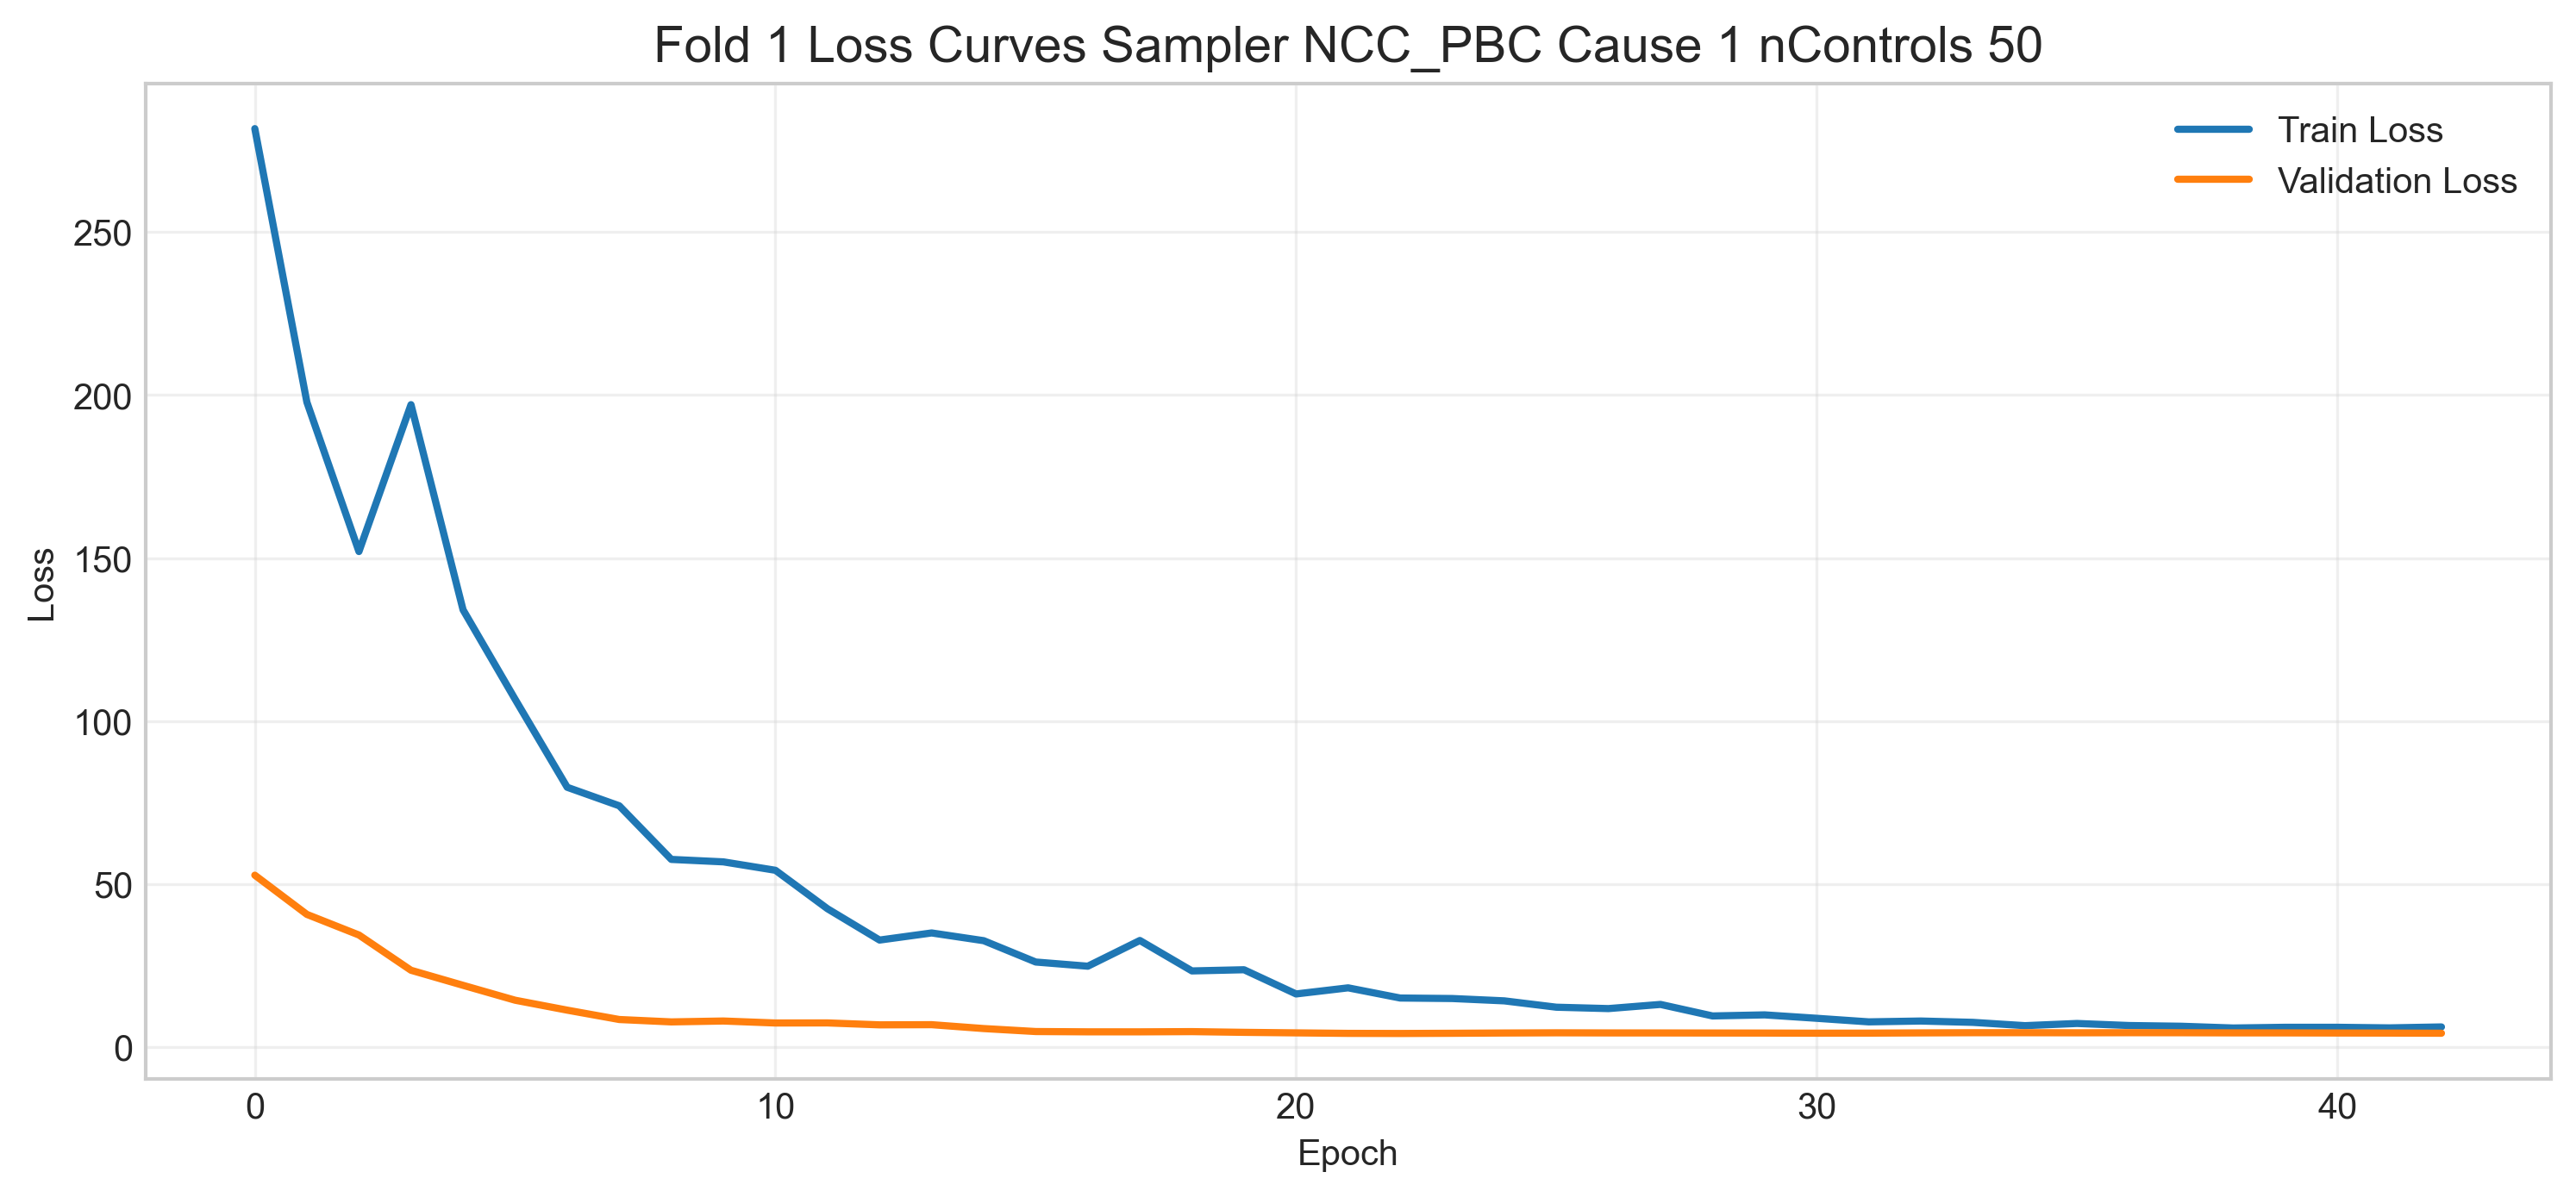 Fold 1 Loss Curves Sampler NCC_PBC Cause 1 nControls 50
Train Loss
Validation Loss
Loss
250
200
150
100
50
0
0 10 20 30 40
Epoch